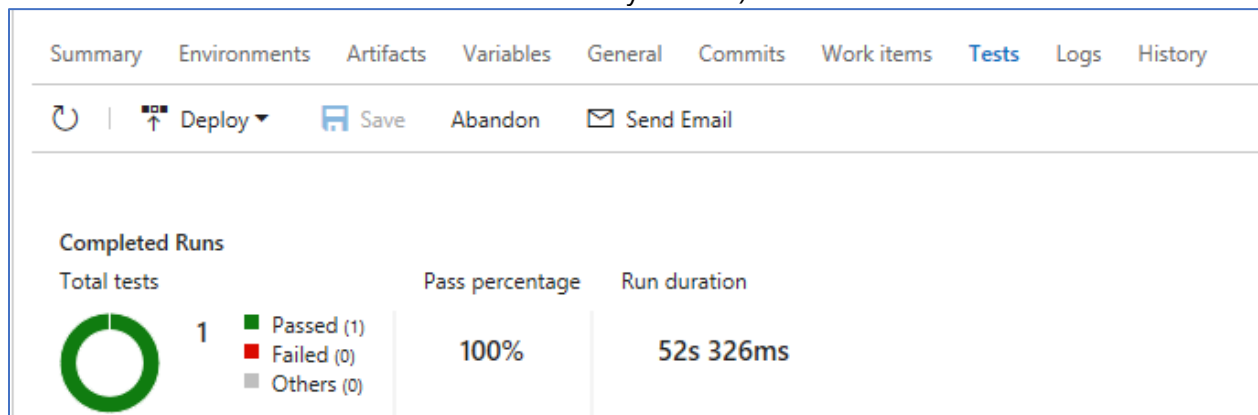 Summary Environments Artifacts Variables General Commits Work items Tests Logs History
Deploy Save Abandon Send Email
Completed Runs
Total tests Pass percentage Run duration
1 Passed (1) 100% 52s 326ms
Failed (0)
Others (0)